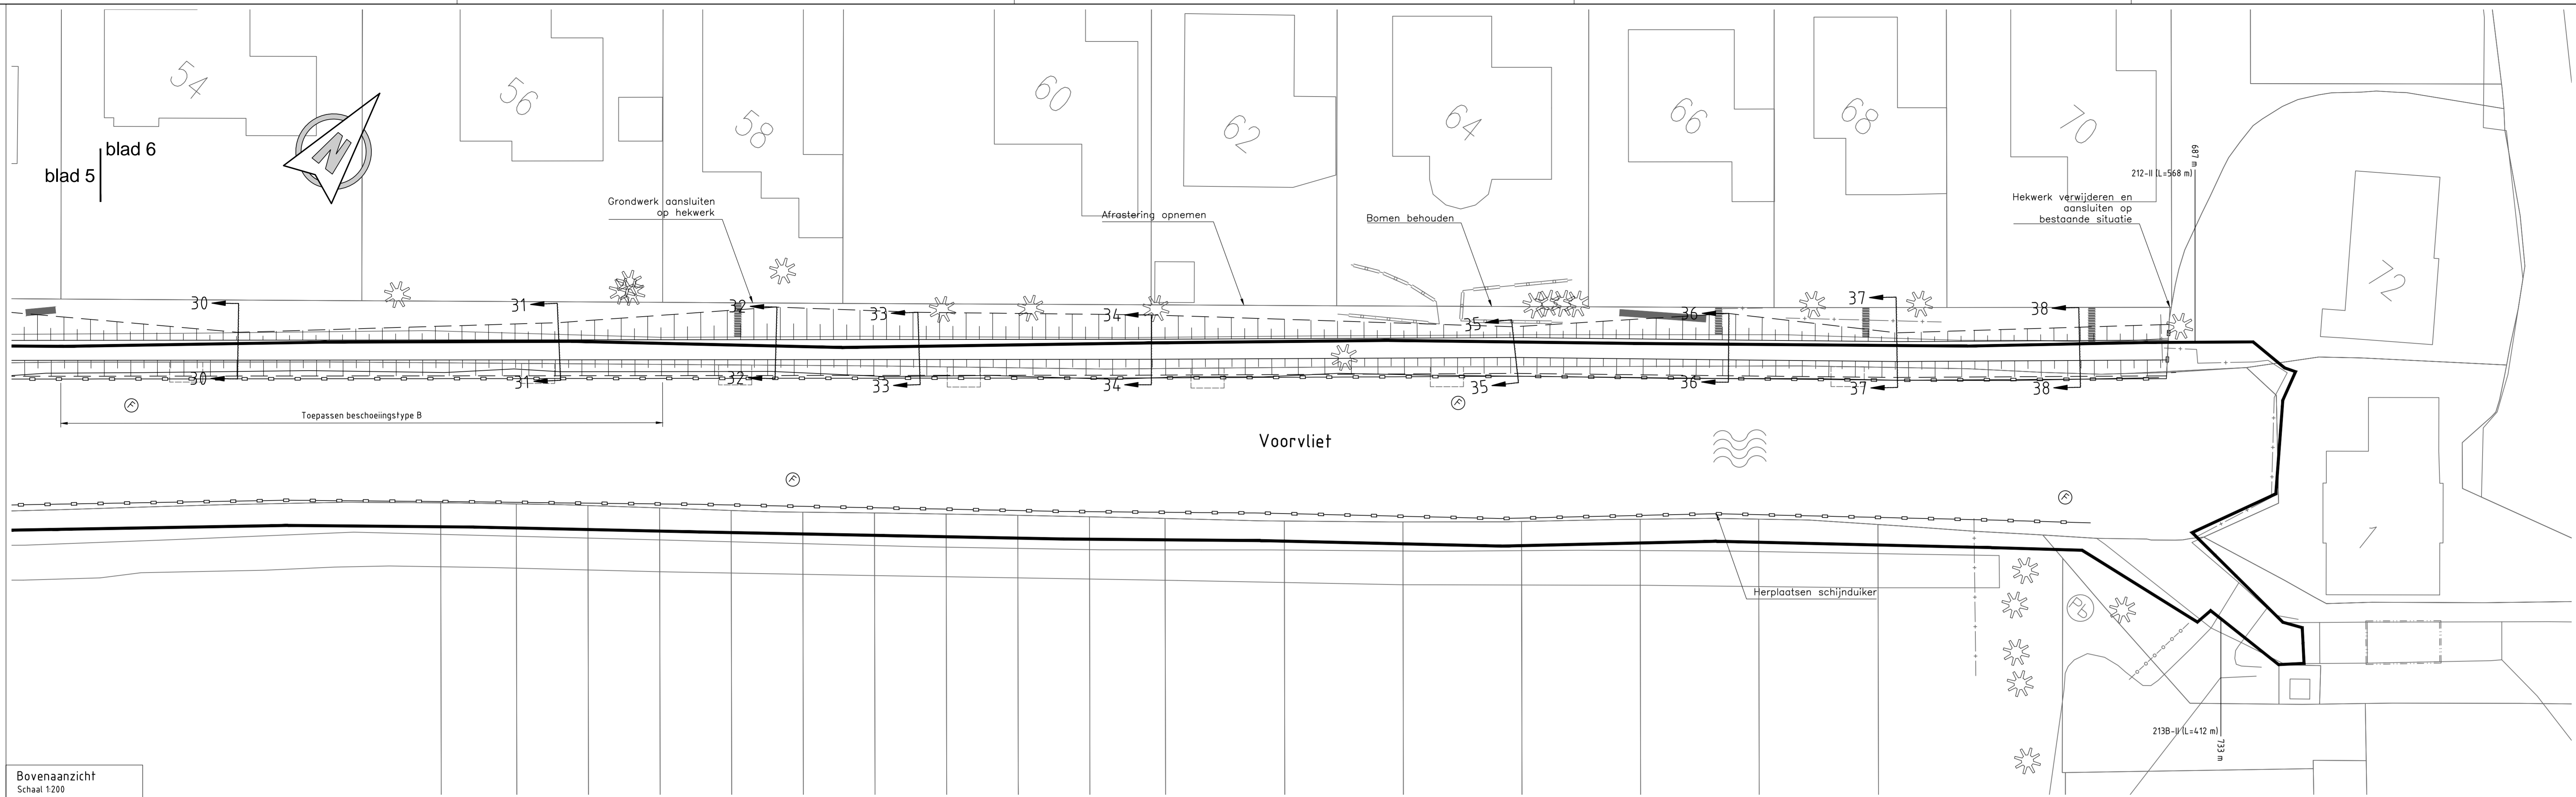 54
56
58
60
62
64
66
68
70
72
1
blad 6
blad 5
N
687 m
212-II (L=568 m)
Grondwerk aansluiten
op hekwerk
Afrastering opnemen
Bomen behouden
Hekwerk verwijderen en
aansluiten op
bestaande situatie
30
31
32
33
34
35
36
37
38
30
31
32
33
34
35
36
37
38
F
F
Toepassen beschoeiingstype B
Voorvliet
F
F
Herplaatsen schijnduiker
Pb
213B-II (L=412 m)
733 m
Bovenaanzicht
Schaal 1:200